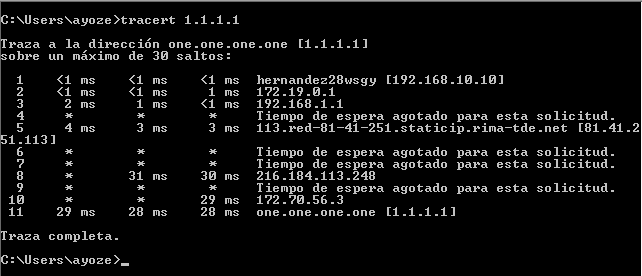 C:\Users\ayoze>tracert 1.1.1.1
Traza a la dirección one.one.one.one [1.1.1.1]
sobre un máximo de 30 saltos:
1 <1 ms <1 ms <1 ms hernandez28wsgy [192.168.10.10]
2 <1 ms <1 ms 1 ms 172.19.0.1
3 2 ms 1 ms <1 ms 192.168.1.1
4 * * * Tiempo de espera agotado para esta solicitud.
5 4 ms 3 ms 3 ms 113.red-81-41-251.staticip.rima-tde.net [81.41.2
51.113]
6 * * * Tiempo de espera agotado para esta solicitud.
7 * * * Tiempo de espera agotado para esta solicitud.
8 * 31 ms 30 ms 216.184.113.248
9 * * * Tiempo de espera agotado para esta solicitud.
10 * * 29 ms 172.70.56.3
11 29 ms 28 ms 28 ms one.one.one.one [1.1.1.1]
Traza completa.
C:\Users\ayoze>_